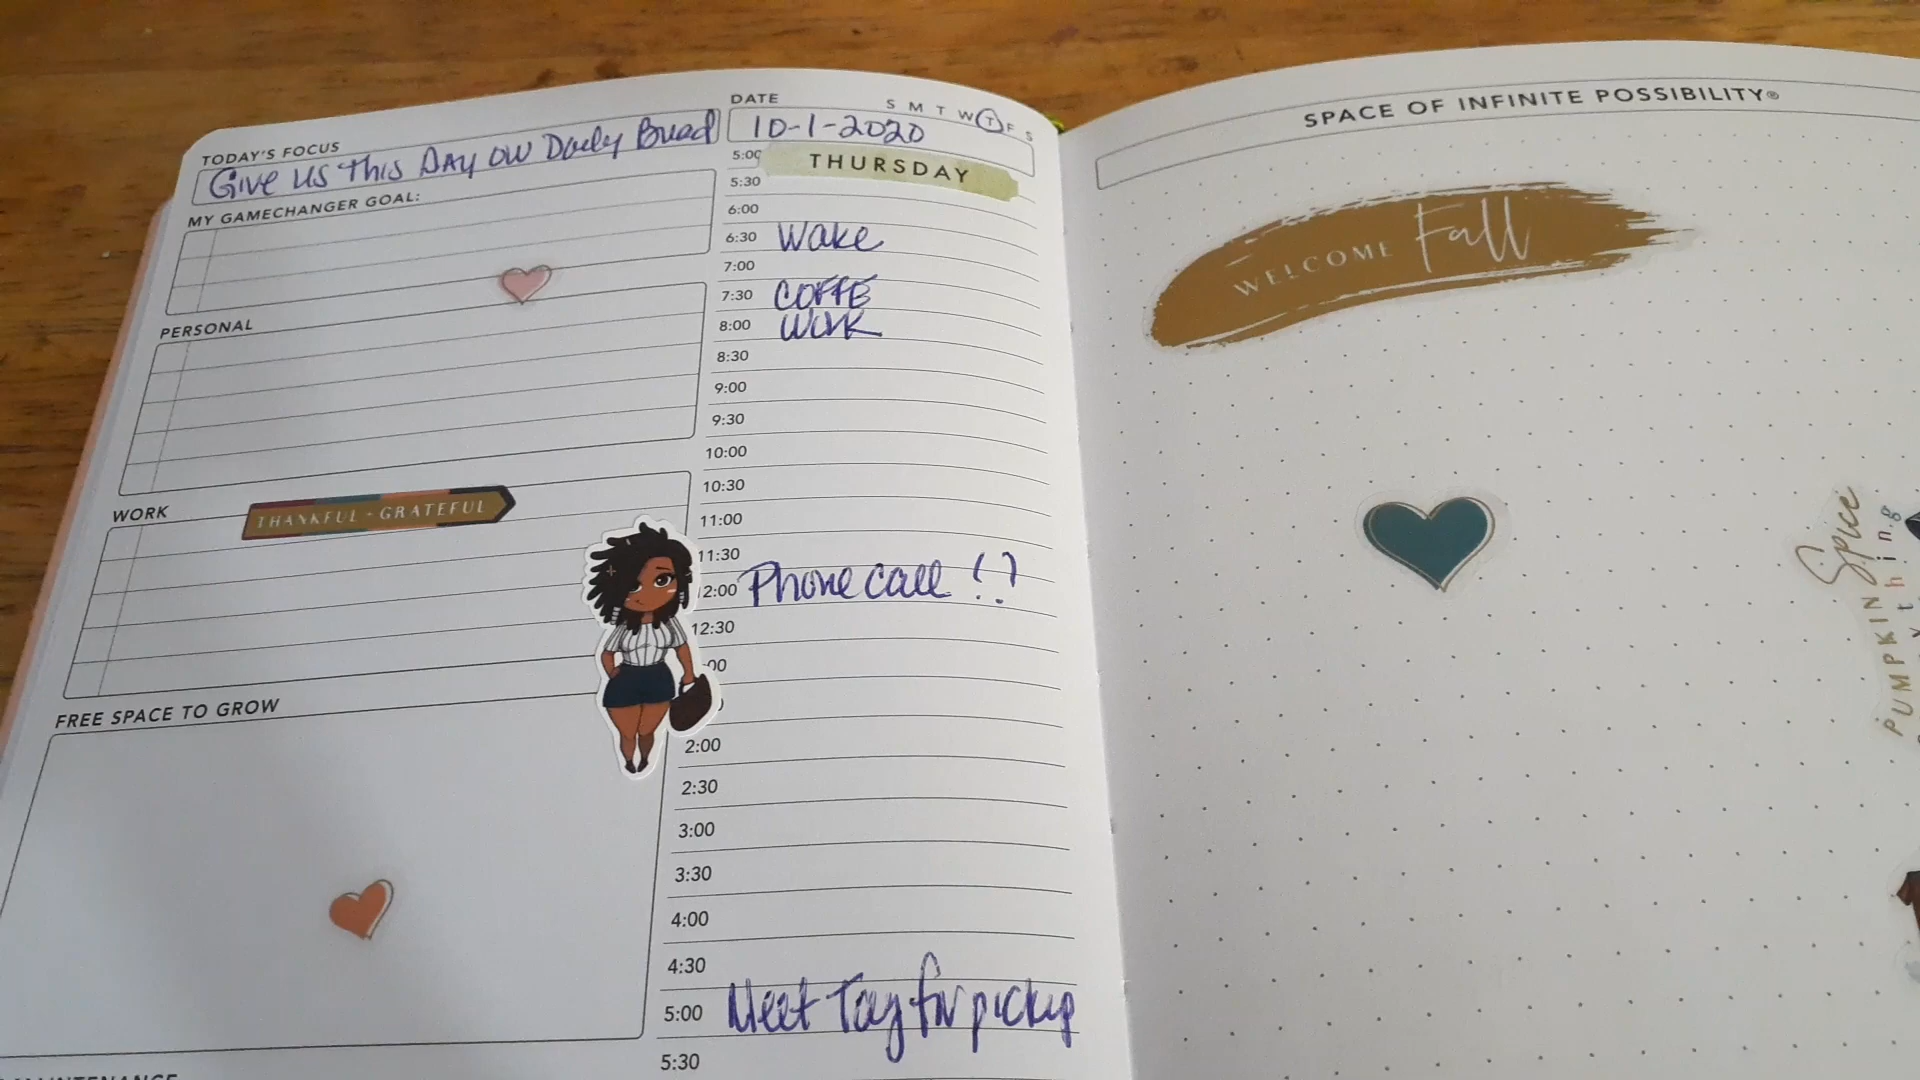 TODAY'S FOCUS
GIVE US THIS DAY OUR Daily Bread
MY GAMECHANGER GOAL:
PERSONAL
WORK
THANKFUL - GRATEFUL
FREE SPACE TO GROW
DATE
S M T W T F S
10-1-2020
THURSDAY
5:00
5:30
6:00
6:30 Wake
7:00
7:30 COFFE
8:00 WORK
8:30
9:00
9:30
10:00
10:30
11:00
11:30
2:00 Phone call !?
12:30
:00
2:00
2:30
3:00
3:30
4:00
4:30
5:00 Meet Tay for pickup
5:30
SPACE OF INFINITE POSSIBILITY®
WELCOME Fall
PUMPKIN Spice